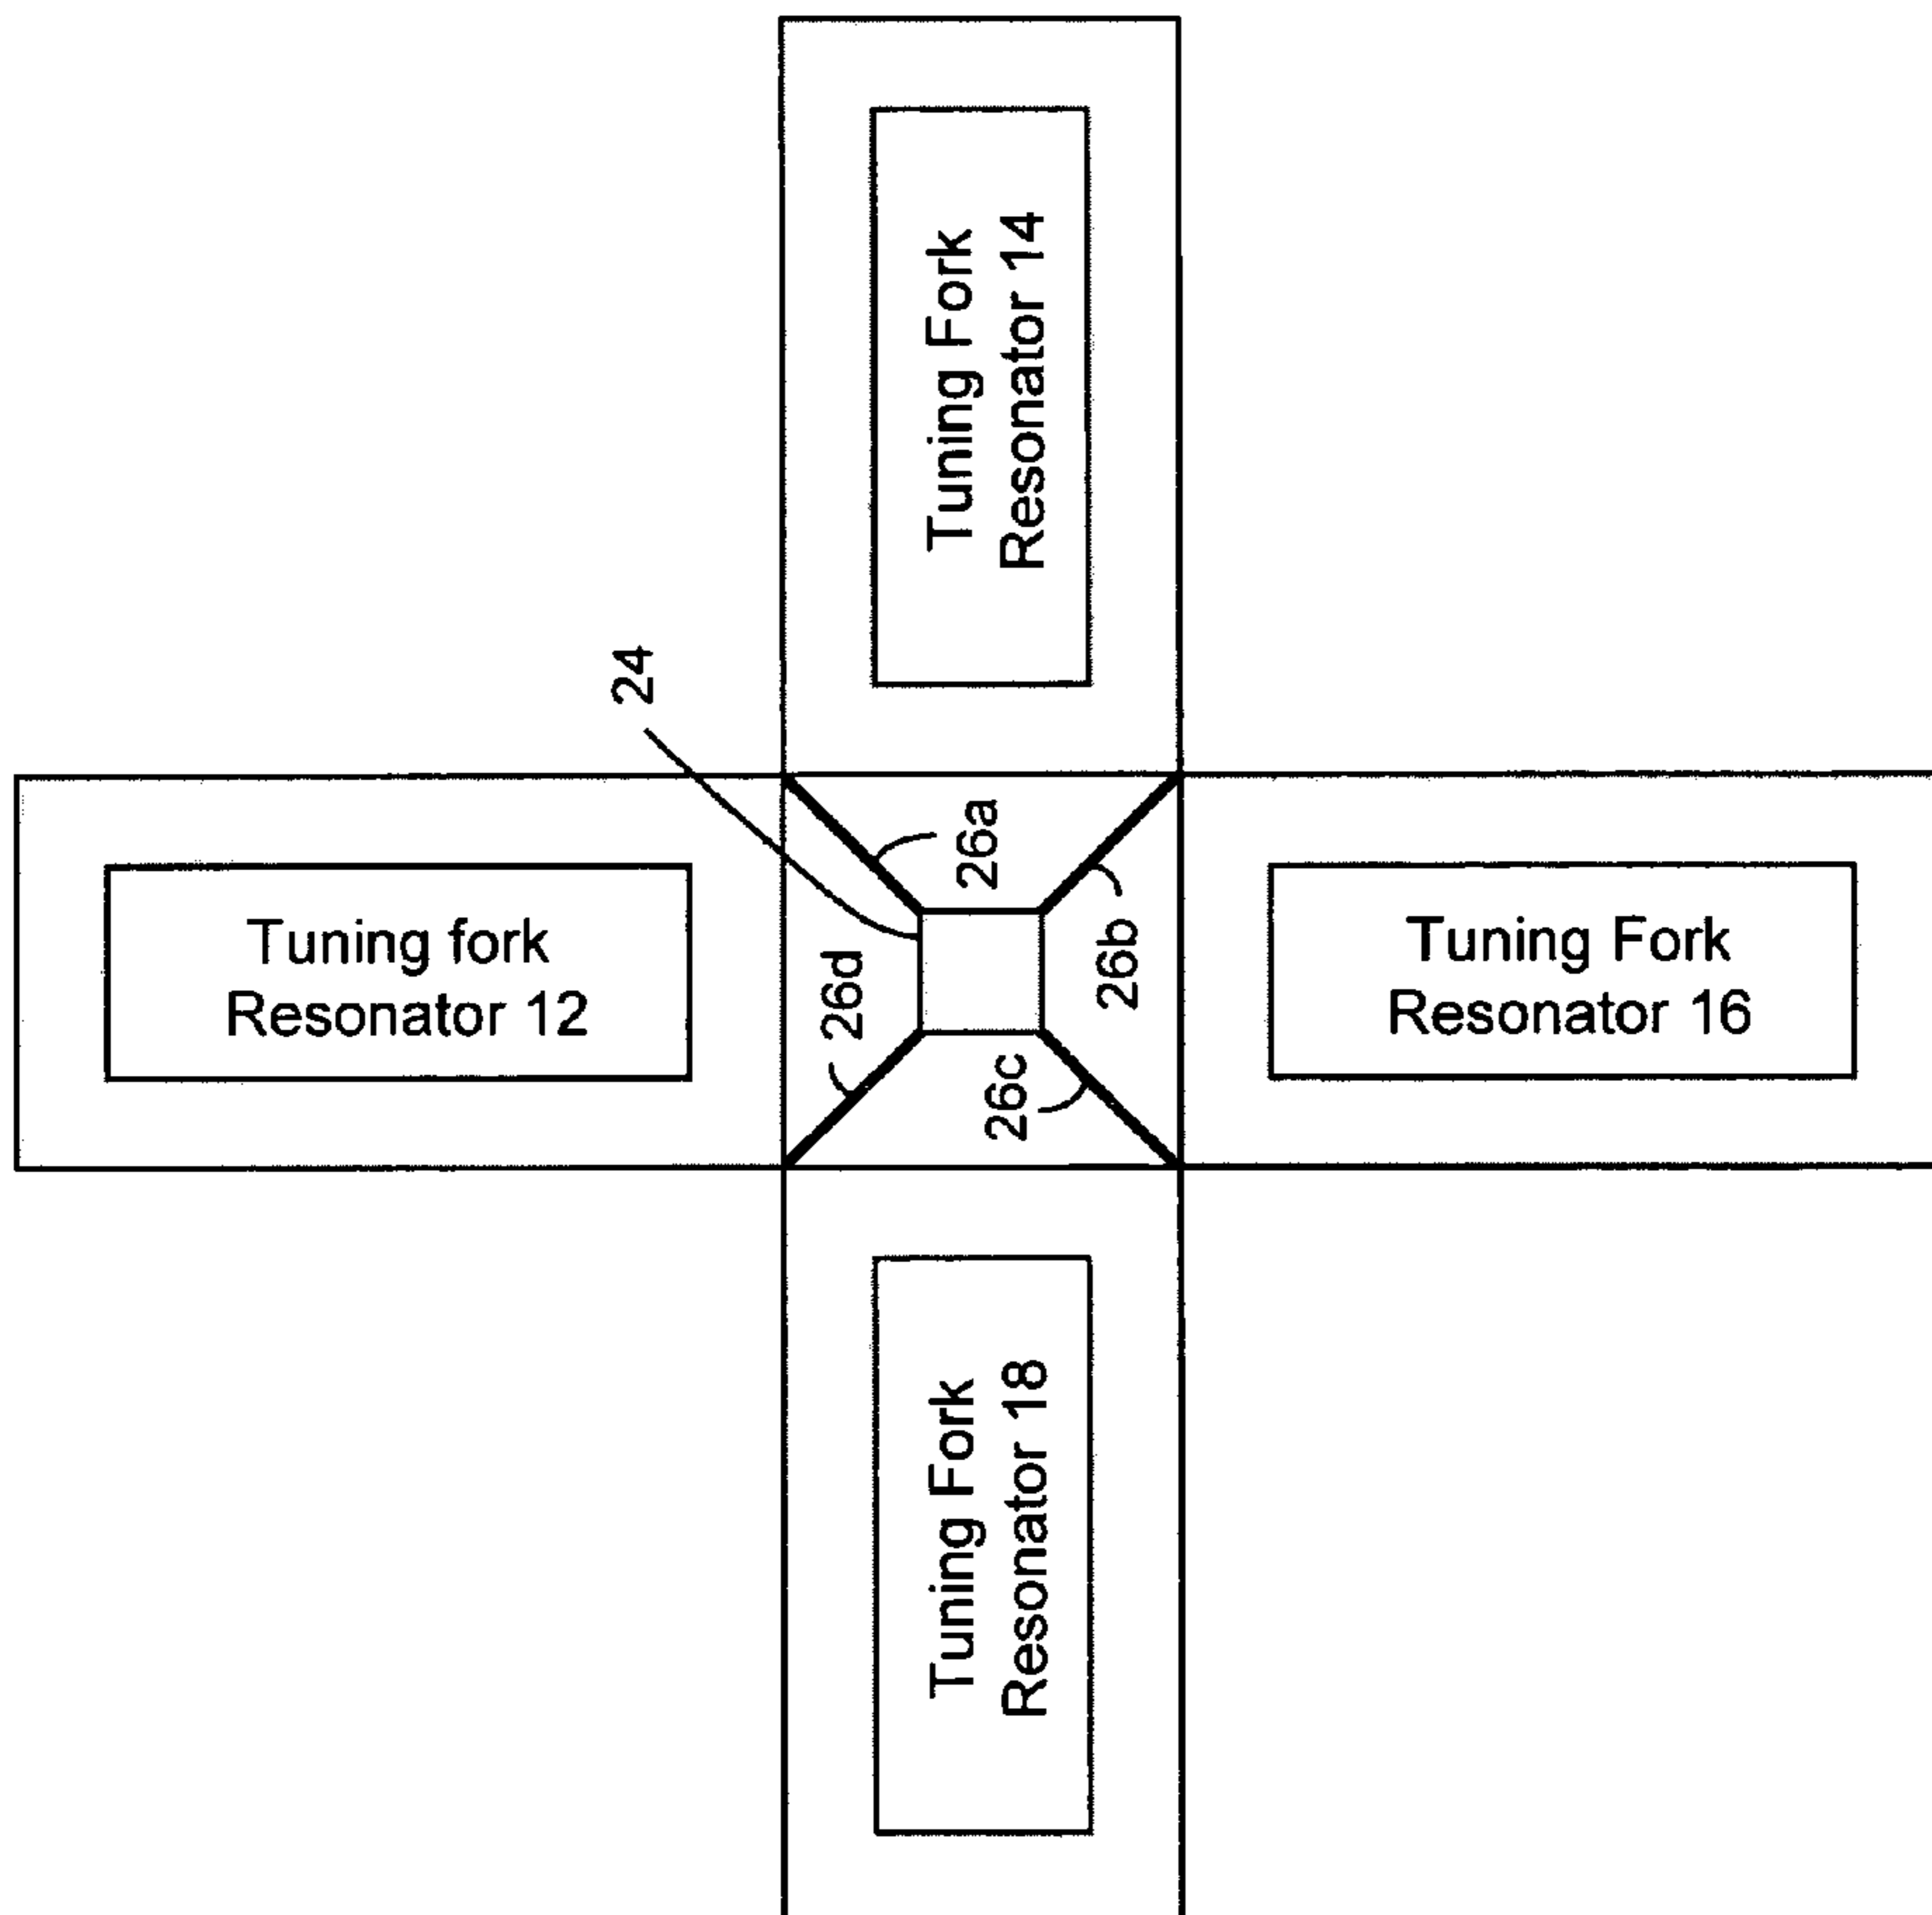 Tuning Fork
Resonator 14
24
Tuning fork
Resonator 12
26a
26d
26b
26c
Tuning Fork
Resonator 16
Tuning Fork
Resonator 18